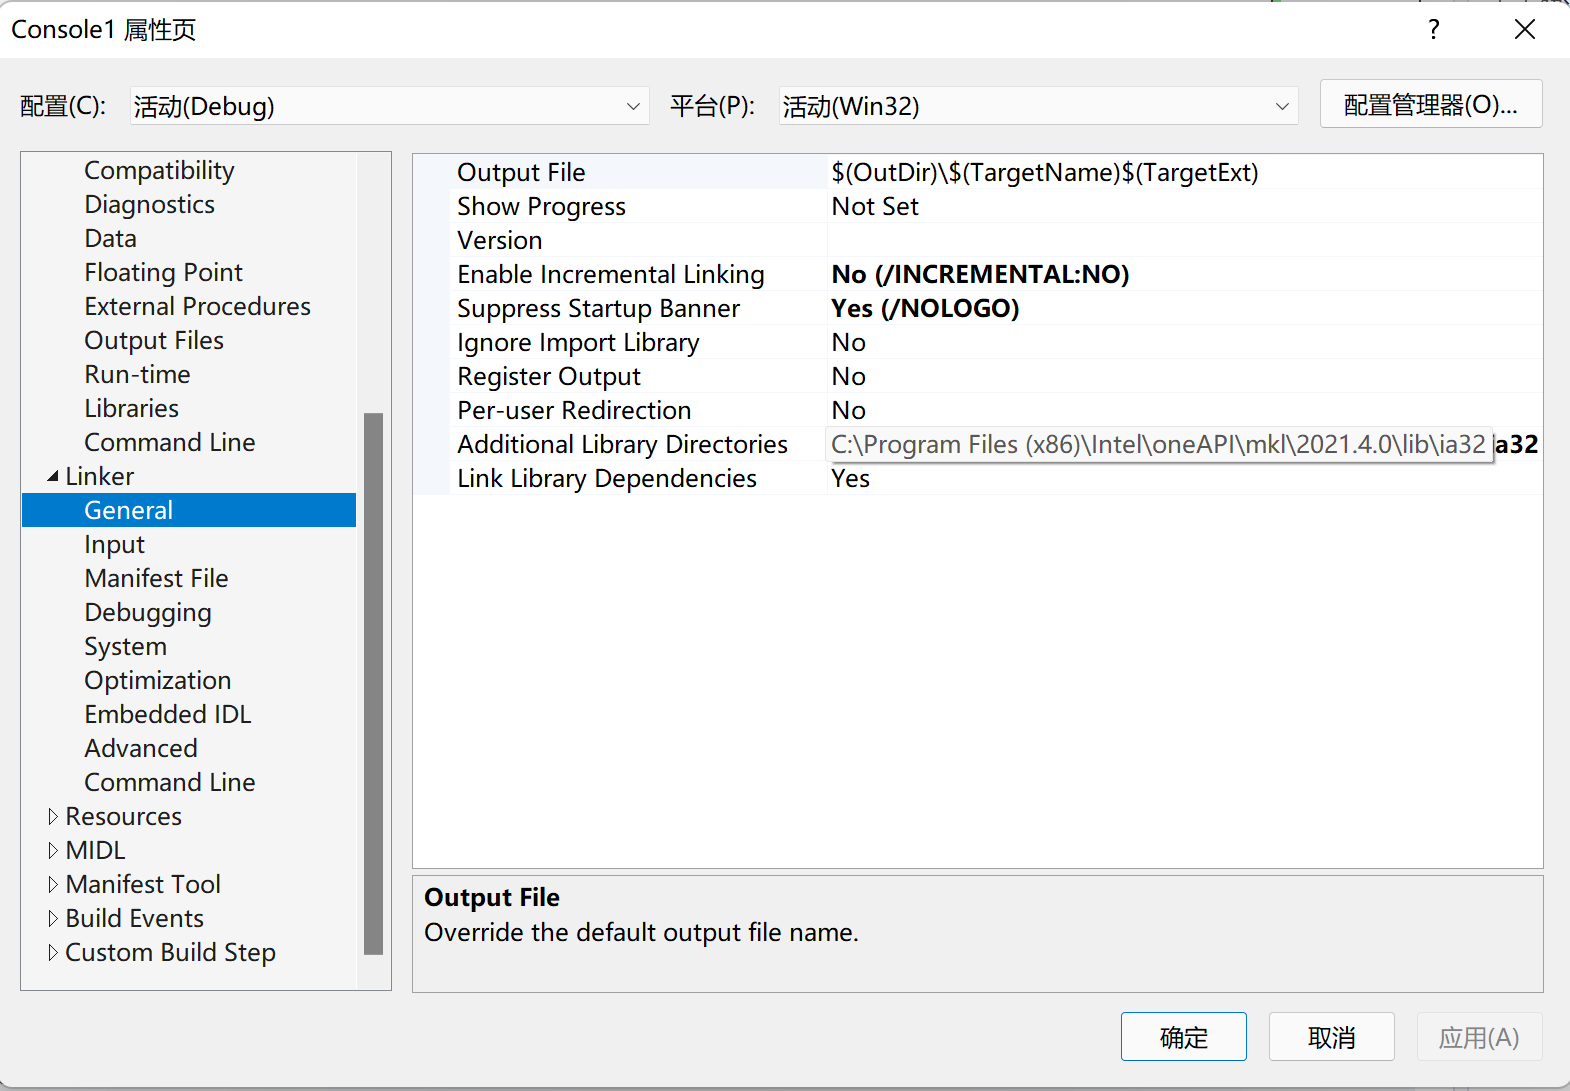 Console1 属性页
?
配置(C):
活动(Debug)
平台(P):
活动(Win32)
配置管理器(O)...
Compatibility
Diagnostics
Data
Floating Point
External Procedures
Output Files
Run-time
Libraries
Command Line
Linker
General
Input
Manifest File
Debugging
System
Optimization
Embedded IDL
Advanced
Command Line
Resources
MIDL
Manifest Tool
Build Events
Custom Build Step
Output File $(OutDir)\$(TargetName)$(TargetExt)
Show Progress Not Set
Version
Enable Incremental Linking No (/INCREMENTAL:NO)
Suppress Startup Banner Yes (/NOLOGO)
Ignore Import Library No
Register Output No
Per-user Redirection No
Additional Library Directories C:\Program Files (x86)\Intel\oneAPI\mkl\2021.4.0\lib\ia32 ia32
Link Library Dependencies Yes
Output File
Override the default output file name.
确定
取消
应用(A)